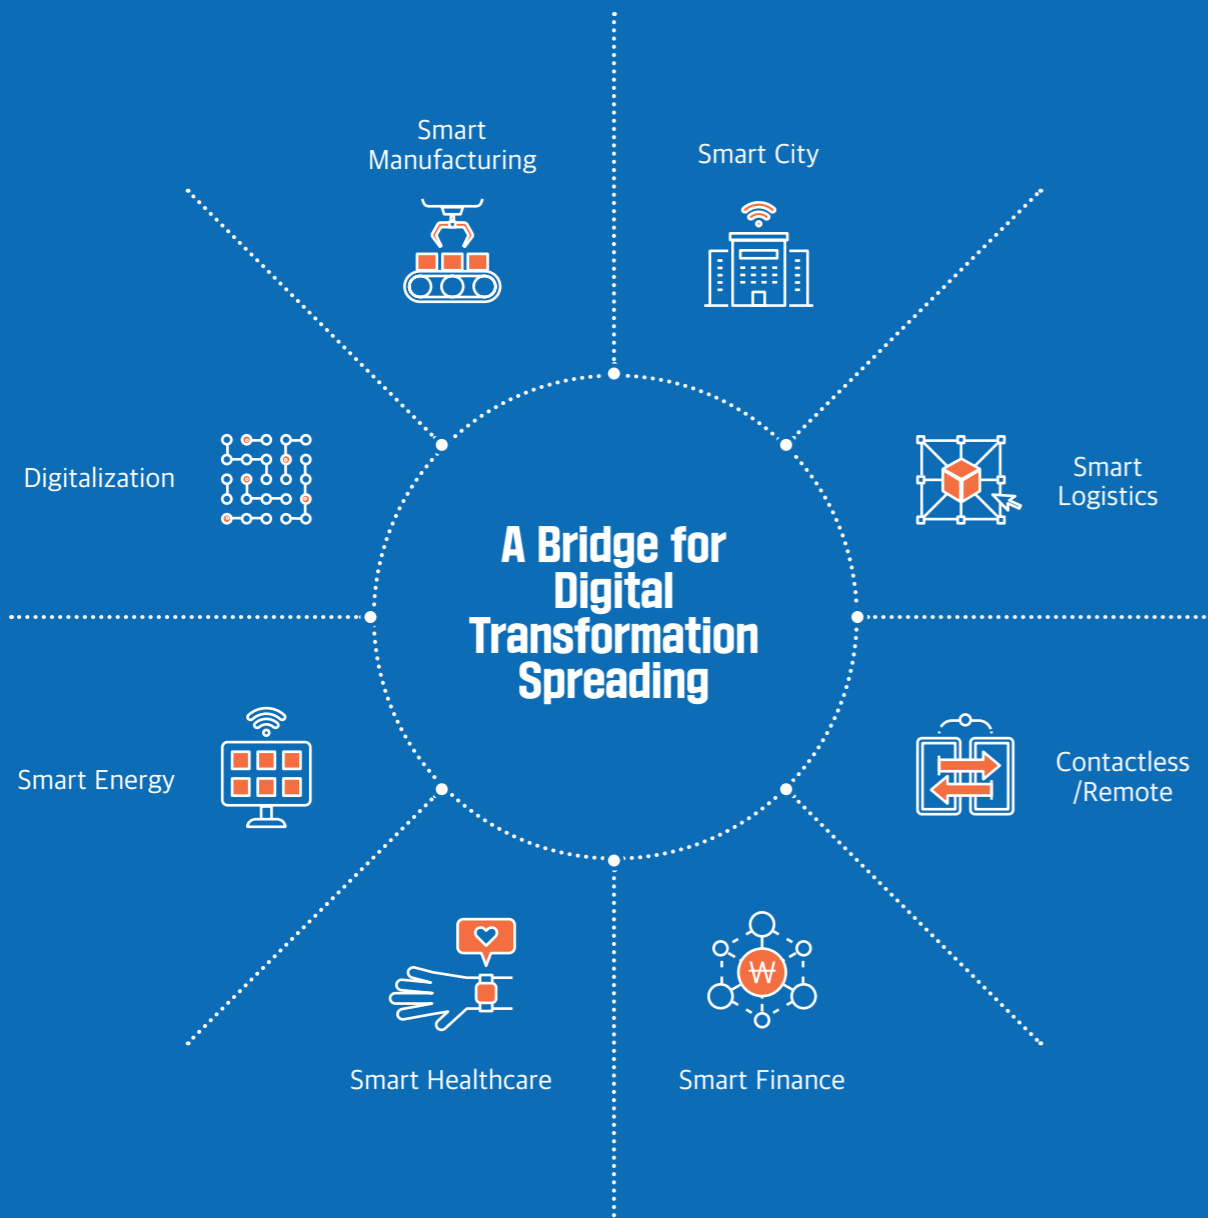 Smart
Manufacturing
Smart City
Digitalization
Smart
Logistics
A Bridge for
Digital
Transformation
Spreading
Smart Energy
Contactless
/Remote
₩
Smart Healthcare
Smart Finance